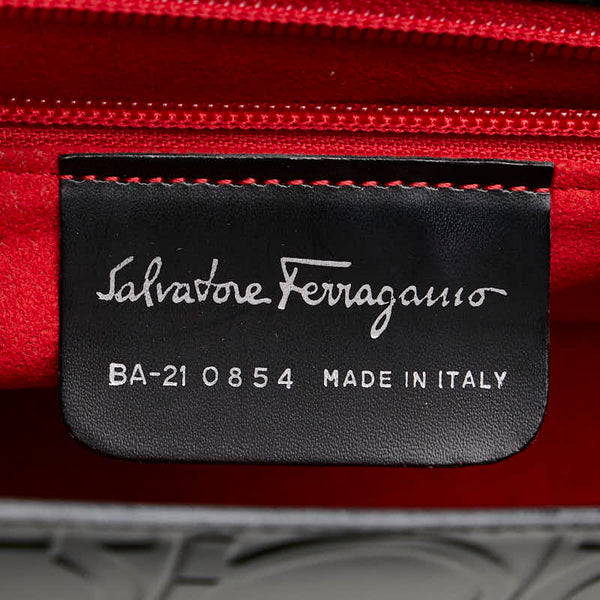 Salvatore Ferragamo
BA-21 0854 MADE IN ITALY